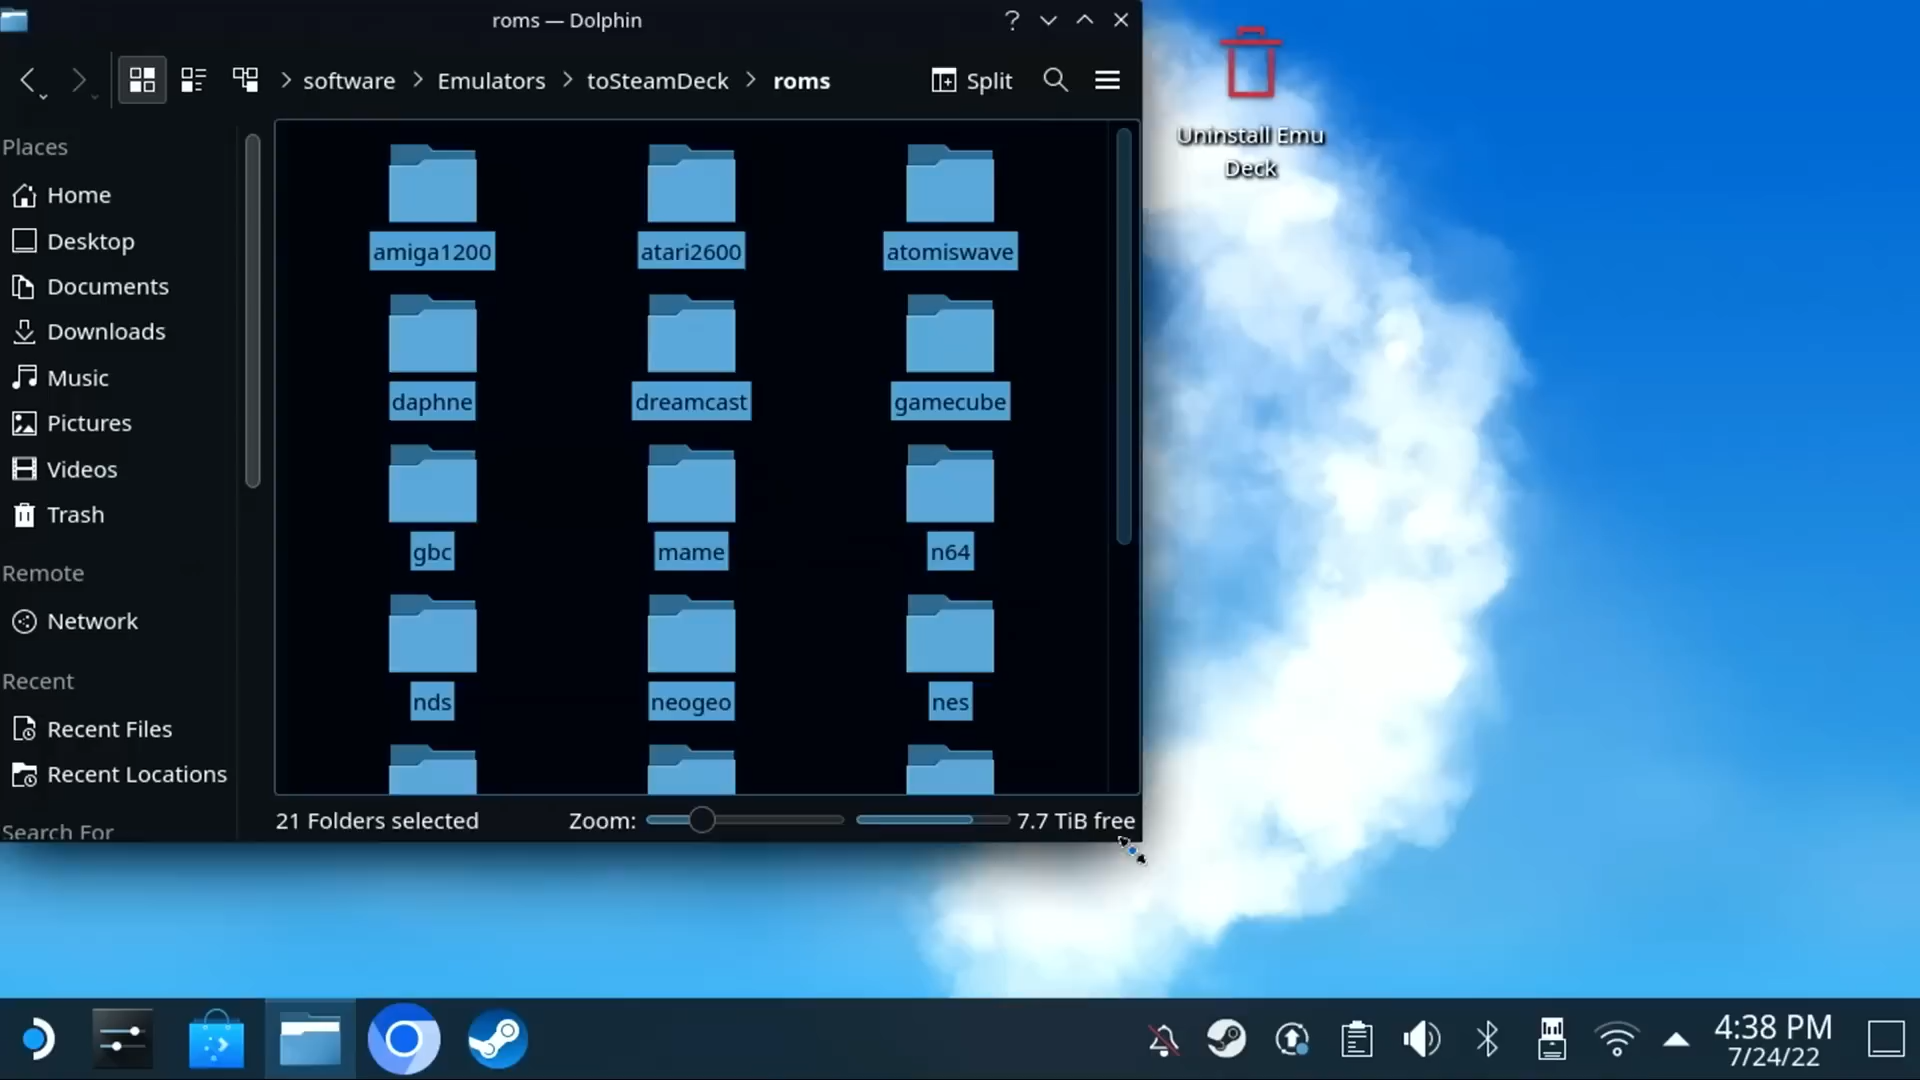 roms — Dolphin
software
Emulators
toSteamDeck
roms
Split
Places
Home
Desktop
Documents
Downloads
Music
Pictures
Videos
Trash
Remote
Network
Recent
Recent Files
Recent Locations
Search For
amiga1200
atari2600
atomiswave
daphne
dreamcast
gamecube
gbc
mame
n64
nds
neogeo
nes
21 Folders selected
Zoom:
7.7 TiB free
Uninstall Emu
Deck
4:38 PM
7/24/22